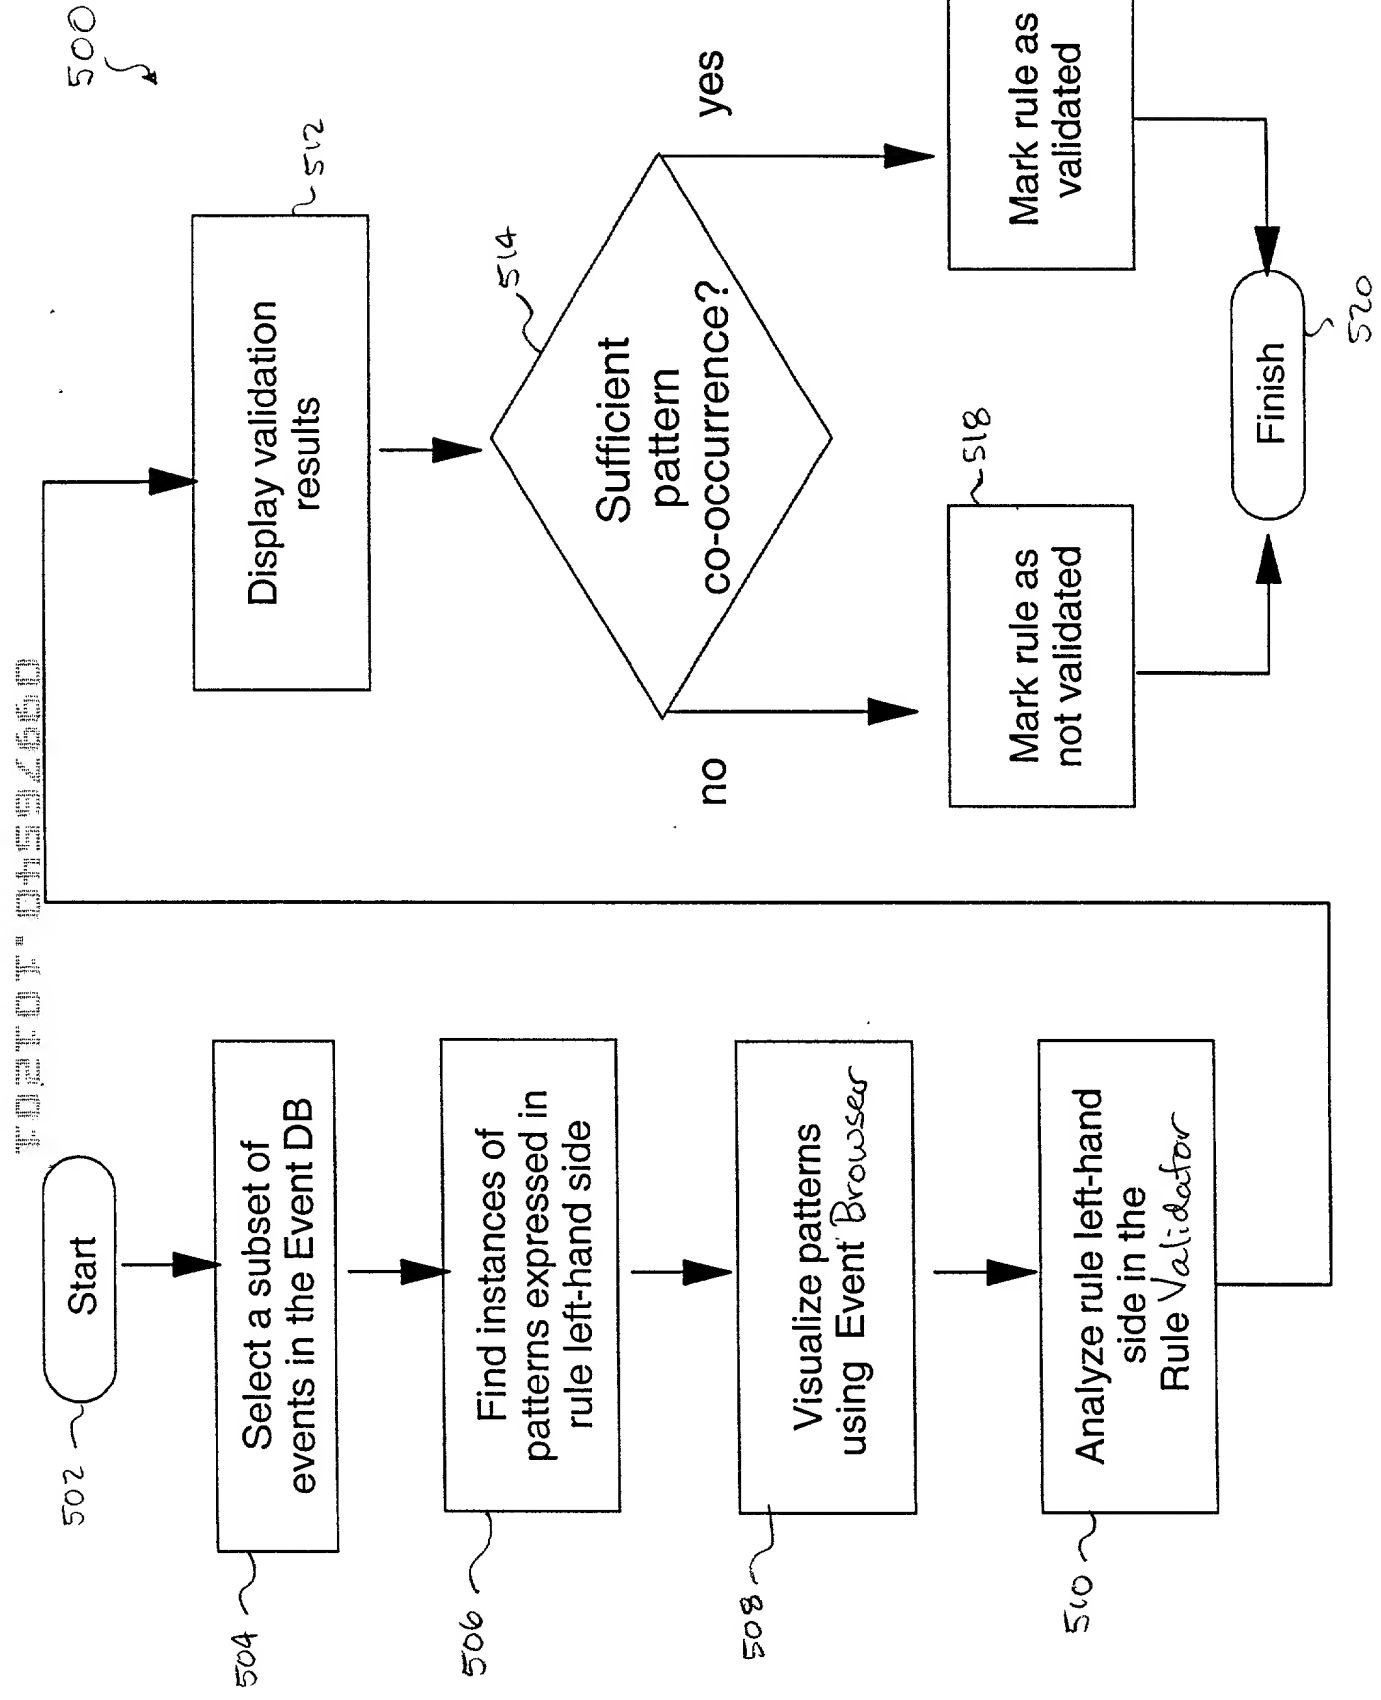 500
502
Start
504
Select a subset of
events in the Event DB
506
Find instances of
patterns expressed in
rule left-hand side
508
Visualize patterns
using Event Browser
510
Analyze rule left-hand
side in the
Rule Validator
512
Display validation
results
514
Sufficient
pattern
co-occurrence?
no
yes
518
Mark rule as
not validated
Mark rule as
validated
Finish
520